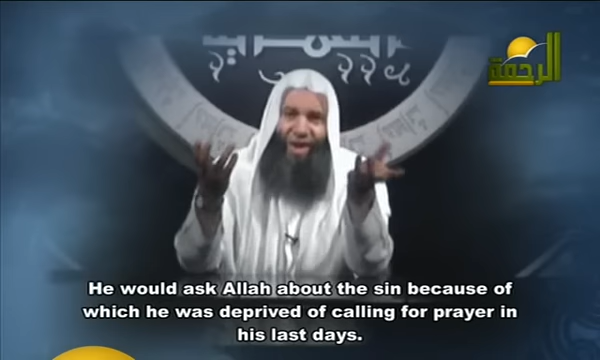 الرحمة
He would ask Allah about the sin because of
which he was deprived of calling for prayer in
his last days.